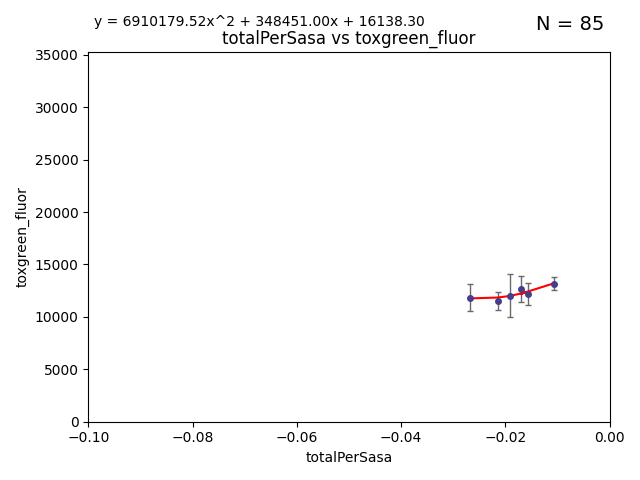 y = 6910179.52x^2 + 348451.00x + 16138.30
N = 85
totalPerSasa vs toxgreen_fluor
35000
30000
25000
20000
15000
10000
5000
0
toxgreen_fluor
−0.10 −0.08 −0.06 −0.04 −0.02 0.00
totalPerSasa